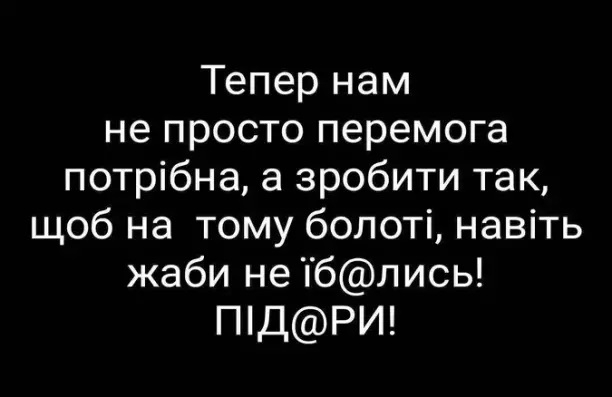 Тепер нам
не просто перемога
потрібна, а зробити так,
щоб на  тому болоті, навіть
жаби не їб@лись!
ПІД@РИ!